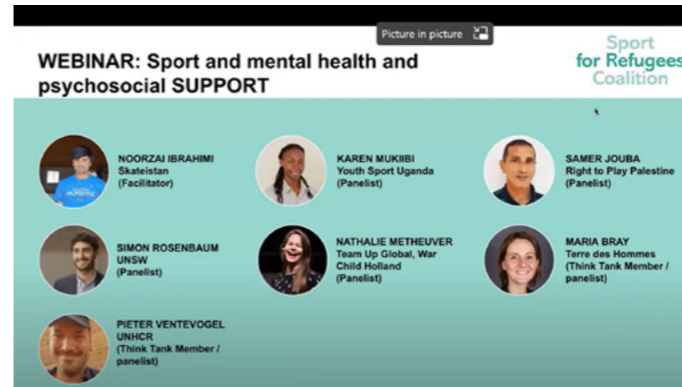 Picture in picture
Sport
for Refugees
Coalition
WEBINAR: Sport and mental health and
psychosocial SUPPORT
NOORZAI IBRAHIMI
Skateistan
(Facilitator)
KAREN MUKIIBI
Youth Sport Uganda
(Panelist)
SAMER JOUBA
Right to Play Palestine
(Panelist)
SIMON ROSENBAUM
UNSW
(Panelist)
NATHALIE METHEUVER
Team Up Global, War
Child Holland
(Panelist)
MARIA BRAY
Terre des Hommes
(Think Tank Member /
panelist)
PIETER VENTEVOGEL
UNHCR
(Think Tank Member /
panelist)